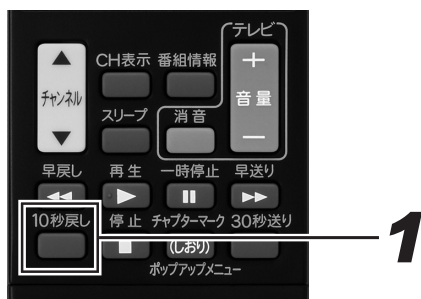 テレビ
CH表示 番組情報 +
チャンネル 音量
スリープ 消音
−
早戻し 再生 一時停止 早送り
10秒戻し 停止 チャプターマーク 30秒送り
(しおり)
ポップアップメニュー
1